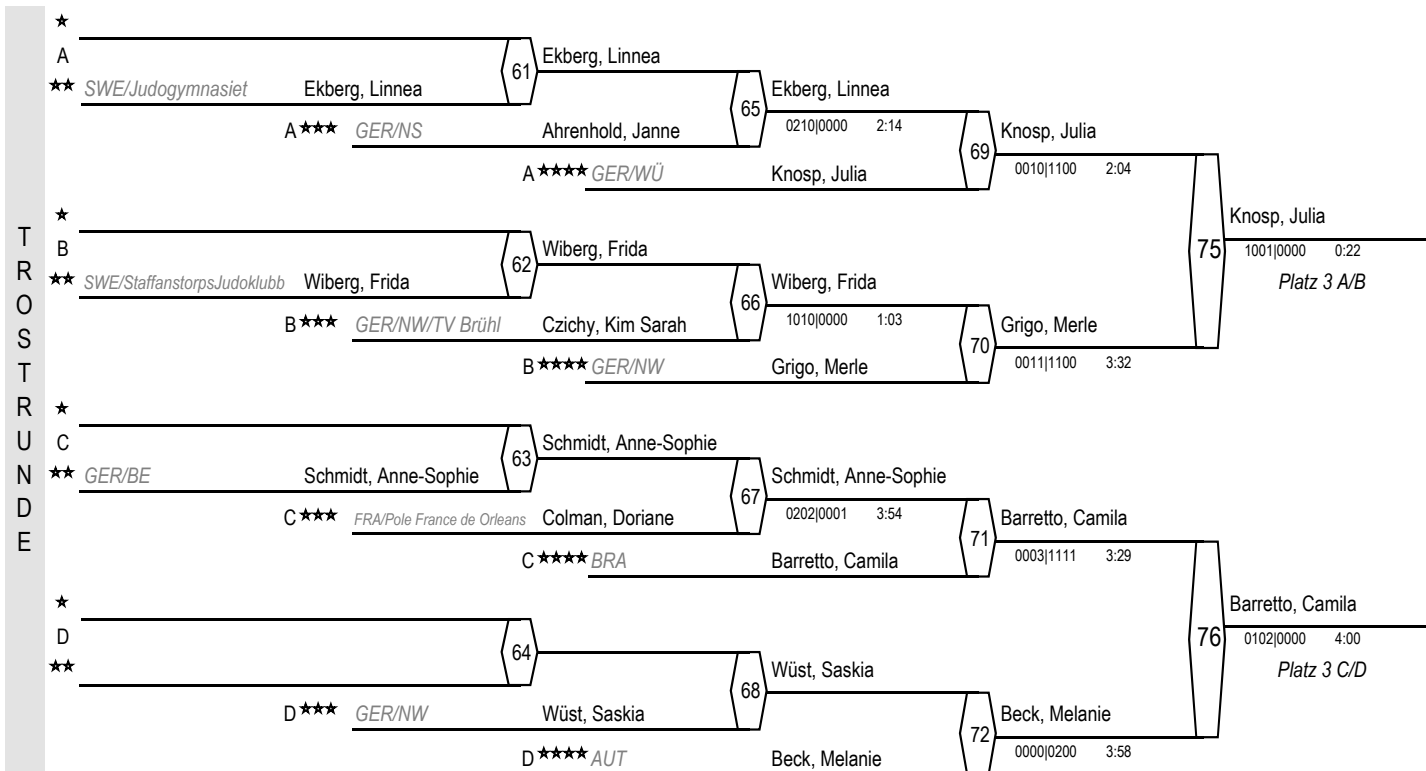 TROSTRUNDE
★
A
61
Ekberg, Linnea
★★ SWE/Judogymnasiet Ekberg, Linnea
65
Ekberg, Linnea
0210|0000 2:14
A ★★★ GER/NS Ahrenhold, Janne
69
Knosp, Julia
0010|1100 2:04
A ★★★★ GER/WÜ Knosp, Julia
★
B
62
Wiberg, Frida
★★ SWE/StaffanstorpsJudoklubb Wiberg, Frida
66
Wiberg, Frida
1010|0000 1:03
B ★★★ GER/NW/TV Brühl Czichy, Kim Sarah
70
Grigo, Merle
0011|1100 3:32
B ★★★★ GER/NW Grigo, Merle
75
Knosp, Julia
1001|0000 0:22
Platz 3 A/B
★
C
63
Schmidt, Anne-Sophie
★★ GER/BE Schmidt, Anne-Sophie
67
Schmidt, Anne-Sophie
0202|0001 3:54
C ★★★ FRA/Pole France de Orleans Colman, Doriane
71
Barretto, Camila
0003|1111 3:29
C ★★★★ BRA Barretto, Camila
★
D
64
★★
68
Wüst, Saskia
D ★★★ GER/NW Wüst, Saskia
72
Beck, Melanie
0000|0200 3:58
D ★★★★ AUT Beck, Melanie
76
Barretto, Camila
0102|0000 4:00
Platz 3 C/D